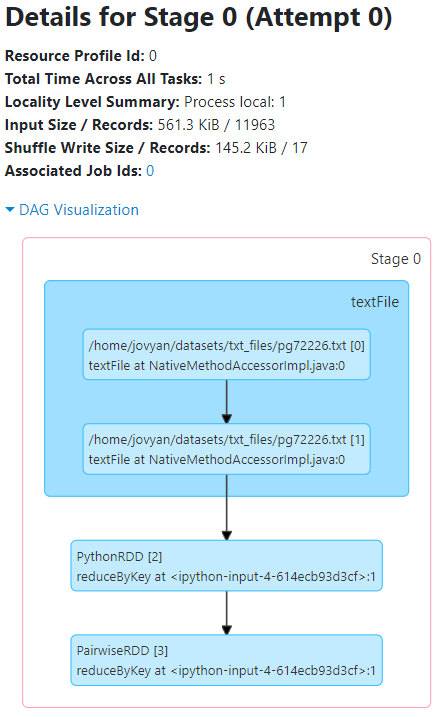 Details for Stage 0 (Attempt 0)
Resource Profile Id: 0
Total Time Across All Tasks: 1 s
Locality Level Summary: Process local: 1
Input Size / Records: 561.3 KiB / 11963
Shuffle Write Size / Records: 145.2 KiB / 17
Associated Job Ids: 0
DAG Visualization
Stage 0
textFile
/home/jovyan/datasets/txt_files/pg72226.txt [0]
textFile at NativeMethodAccessorImpl.java:0
/home/jovyan/datasets/txt_files/pg72226.txt [1]
textFile at NativeMethodAccessorImpl.java:0
PythonRDD [2]
reduceByKey at <ipython-input-4-614ecb93d3cf>:1
PairwiseRDD [3]
reduceByKey at <ipython-input-4-614ecb93d3cf>:1